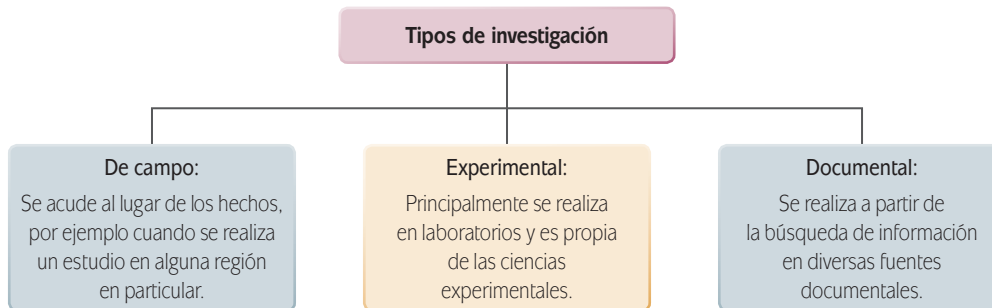 Tipos de investigación
De campo:
Se acude al lugar de los hechos,
por ejemplo cuando se realiza
un estudio en alguna región
en particular.
Experimental:
Principalmente se realiza
en laboratorios y es propia
de las ciencias
experimentales.
Documental:
Se realiza a partir de
la búsqueda de información
en diversas fuentes
documentales.